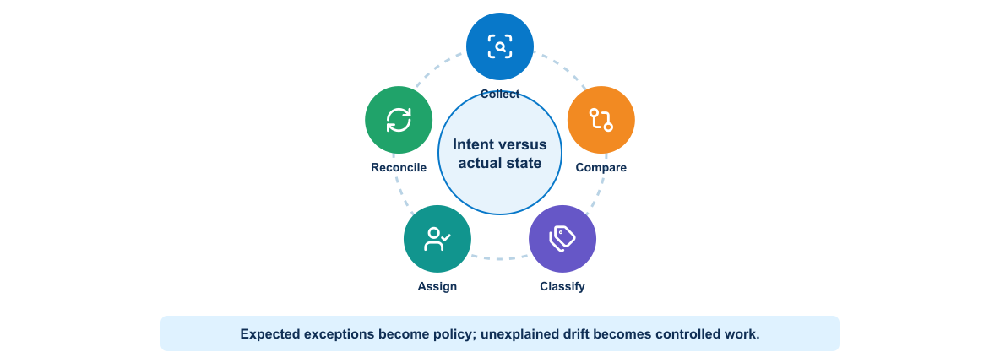 Collect
Intent versus
actual state
Reconcile
Compare
Assign
Classify
Expected exceptions become policy; unexplained drift becomes controlled work.